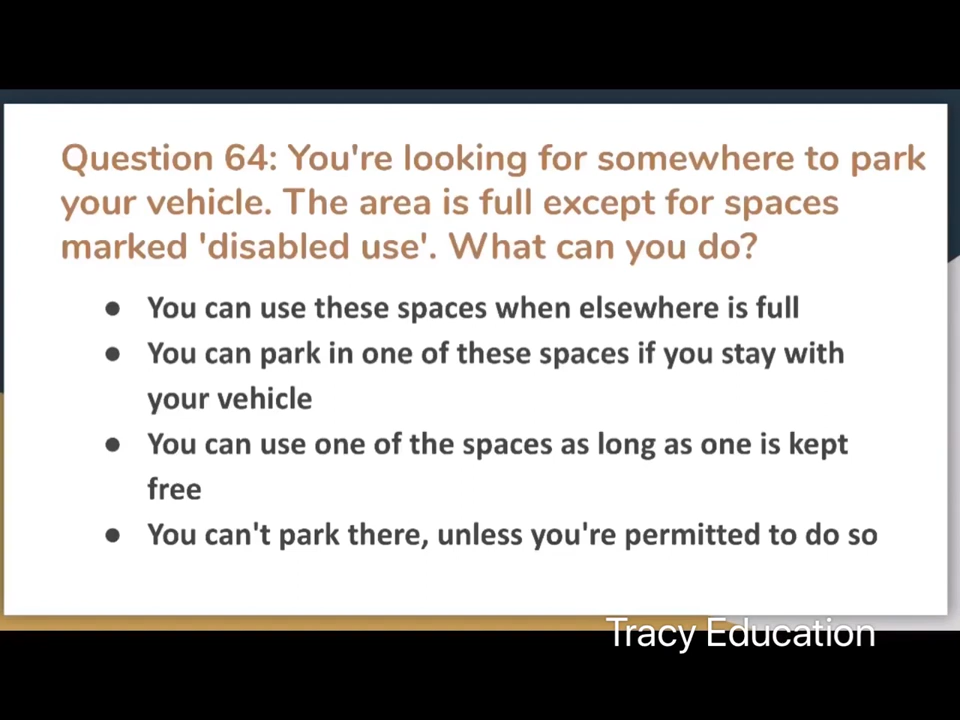 Question 64: You're looking for somewhere to park
your vehicle. The area is full except for spaces
marked 'disabled use'. What can you do?
● You can use these spaces when elsewhere is full
● You can park in one of these spaces if you stay with
your vehicle
● You can use one of the spaces as long as one is kept
free
● You can't park there, unless you're permitted to do so
Tracy Education